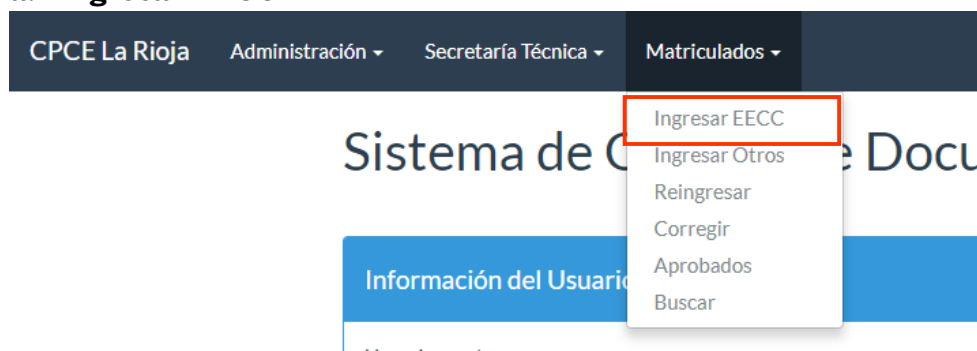 CPCE La Rioja Administración Secretaría Técnica Matriculados
Ingresar EECC
Sistema de Docu
Ingresar Otros
Reingresar
Corregir
Información del Usuario
Aprobados
Buscar